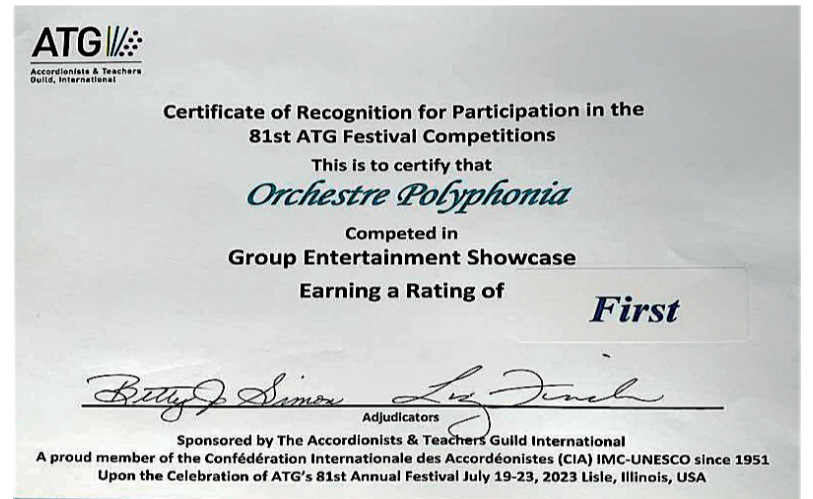 ATG
Accordionists & Teachers
Guild, International
Certificate of Recognition for Participation in the
81st ATG Festival Competitions
This is to certify that
Orchestre Polyphonia
Competed in
Group Entertainment Showcase
Earning a Rating of
First
Betty J Simon
Adjudicators
Sponsored by The Accordionists & Teachers Guild International
A proud member of the Confédération Internationale des Accordéonistes (CIA) IMC-UNESCO since 1951
Upon the Celebration of ATG's 81st Annual Festival July 19-23, 2023 Lisle, Illinois, USA